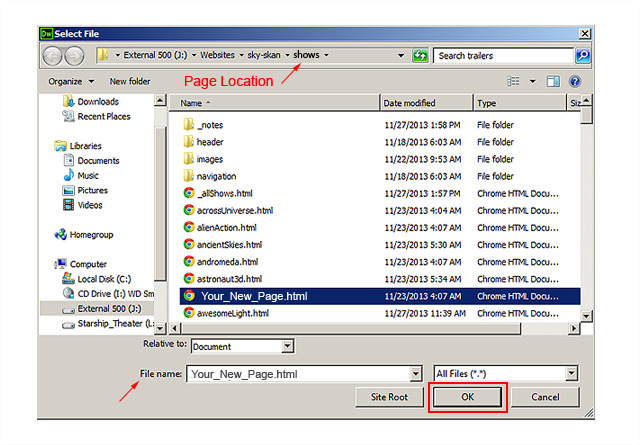 Dw Select File
External 500 (J:) Websites sky-skan shows Search trailers
Organize New folder Page Location
Downloads
Recent Places
Libraries
Documents
Music
Pictures
Videos
Homegroup
Computer
Local Disk (C:)
CD Drive (I:) WD Sm
External 500 (J:)
Starship_Theater (L:
Name Date modified Type Siz
_notes 11/27/2013 1:58 PM File folder
header 11/18/2013 6:03 AM File folder
images 11/22/2013 9:53 AM File folder
navigation 11/18/2013 6:03 AM File folder
_allShows.html 11/27/2013 1:57 PM Chrome HTML Docu...
acrossUniverse.html 11/23/2013 4:04 AM Chrome HTML Docu...
alienAction.html 11/23/2013 4:07 AM Chrome HTML Docu...
ancientSkies.html 11/23/2013 5:30 AM Chrome HTML Docu...
andromeda.html 11/23/2013 4:07 AM Chrome HTML Docu...
astronaut3d.html 11/23/2013 5:34 AM Chrome HTML Docu...
Your_New_Page.html 11/23/2013 4:07 AM Chrome HTML Docu...
awesomeLight.html 11/27/2013 11:39 AM Chrome HTML Docu...
Relative to: Document
File name: Your_New_Page.html All Files (*.*)
Site Root OK Cancel